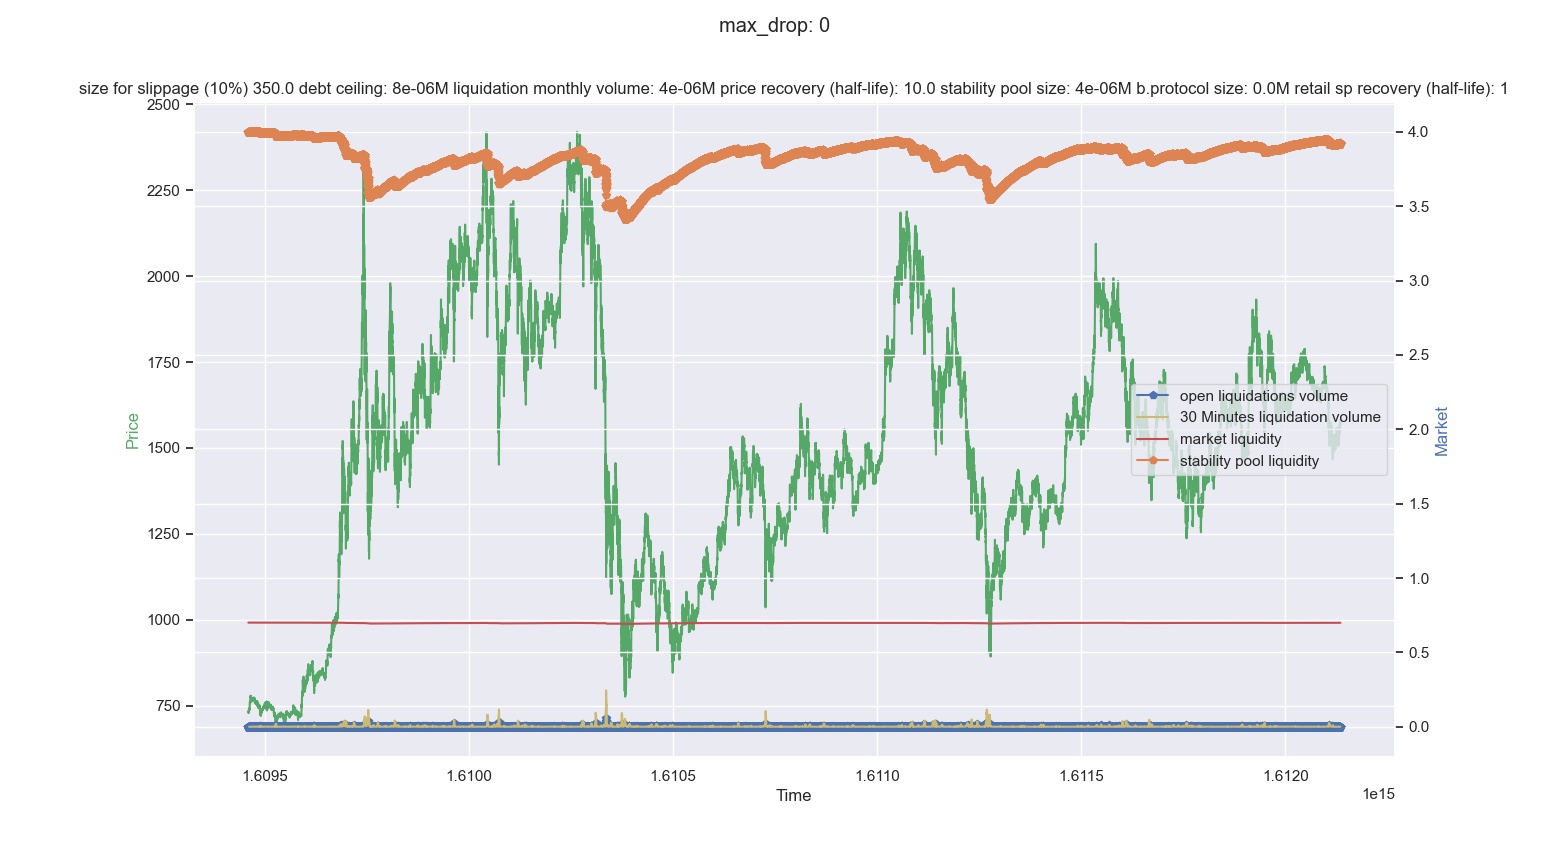 max_drop: 0
size for slippage (10%) 350.0 debt ceiling: 8e-06M liquidation monthly volume: 4e-06M price recovery (half-life): 10.0 stability pool size: 4e-06M b.protocol size: 0.0M retail sp recovery (half-life): 1
2500
2250
2000
1750
1500
1250
1000
750
Price
4.0
3.5
3.0
2.5
2.0
1.5
1.0
0.5
0.0
Market
open liquidations volume
30 Minutes liquidation volume
market liquidity
stability pool liquidity
1.6095 1.6100 1.6105 1.6110 1.6115 1.6120
Time
1e15